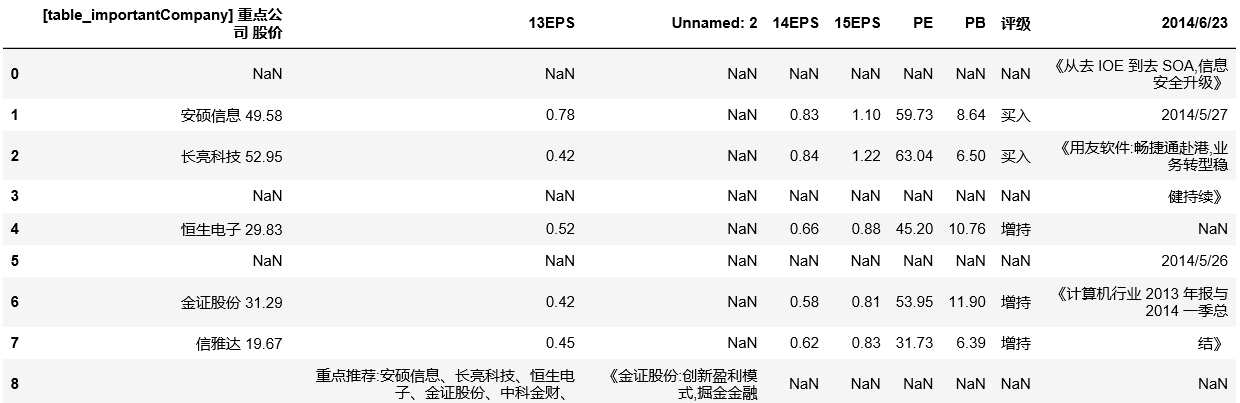 [table_importantCompany] 重点公 13EPS Unnamed: 2 14EPS 15EPS PE PB 评级 2014/6/23
司 股价
0 NaN NaN NaN NaN NaN NaN NaN NaN 《从去 IOE 到去 SOA,信息
安全升级》
1 安硕信息 49.58 0.78 NaN 0.83 1.10 59.73 8.64 买入 2014/5/27
2 长亮科技 52.95 0.42 NaN 0.84 1.22 63.04 6.50 买入 《用友软件:畅捷通赴港,业
务转型稳
3 NaN NaN NaN NaN NaN NaN NaN NaN 健持续》
4 恒生电子 29.83 0.52 NaN 0.66 0.88 45.20 10.76 增持 NaN
5 NaN NaN NaN NaN NaN NaN NaN NaN 2014/5/26
6 金证股份 31.29 0.42 NaN 0.58 0.81 53.95 11.90 增持 《计算机行业 2013 年报与
2014 一季总
7 信雅达 19.67 0.45 NaN 0.62 0.83 31.73 6.39 增持 结》
8 重点推荐:安硕信息、长亮科技、恒生电 《金证股份:创新盈利模 NaN NaN NaN NaN NaN NaN
子、金证股份、中科金财、 式,掘金金融